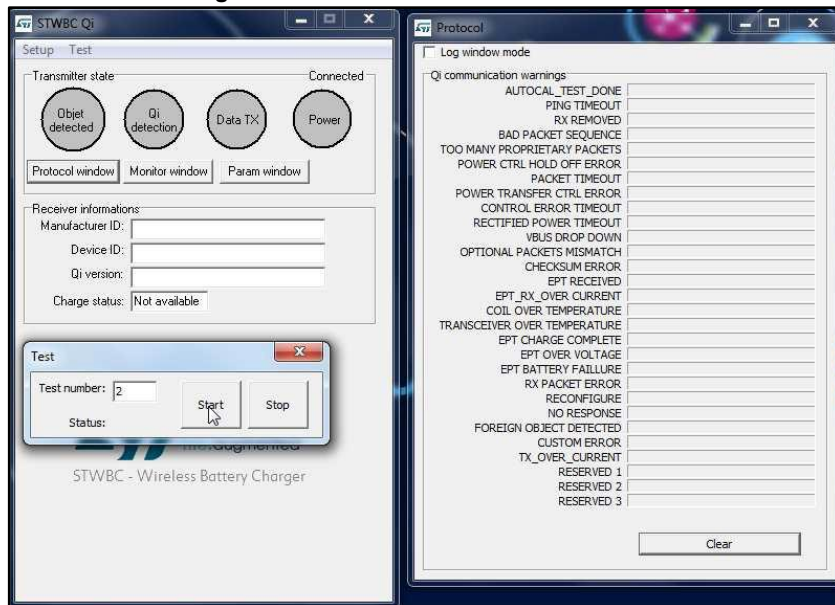 STWBC Qi
Setup Test
Transmitter state Connected
Objet detected
Qi detection
Data TX
Power
Protocol window Monitor window Param window
Receiver informations
Manufacturer ID:
Device ID:
Qi version:
Charge status: Not available
Test
Test number: 2
Start Stop
Status:
STWBC - Wireless Battery Charger
Protocol
Log window mode
Qi communication warnings
AUTOCAL_TEST_DONE
PING TIMEOUT
RX REMOVED
BAD PACKET SEQUENCE
TOO MANY PROPRIETARY PACKETS
POWER CTRL HOLD OFF ERROR
PACKET TIMEOUT
POWER TRANSFER CTRL ERROR
CONTROL ERROR TIMEOUT
RECTIFIED POWER TIMEOUT
VBUS DROP DOWN
OPTIONAL PACKETS MISMATCH
CHECKSUM ERROR
EPT RECEIVED
EPT_RX_OVER CURRENT
COIL OVER TEMPERATURE
TRANSCEIVER OVER TEMPERATURE
EPT CHARGE COMPLETE
EPT OVER VOLTAGE
EPT BATTERY FAILLURE
RX PACKET ERROR
RECONFIGURE
NO RESPONSE
FOREIGN OBJECT DETECTED
CUSTOM ERROR
TX_OVER_CURRENT
RESERVED 1
RESERVED 2
RESERVED 3
Clear